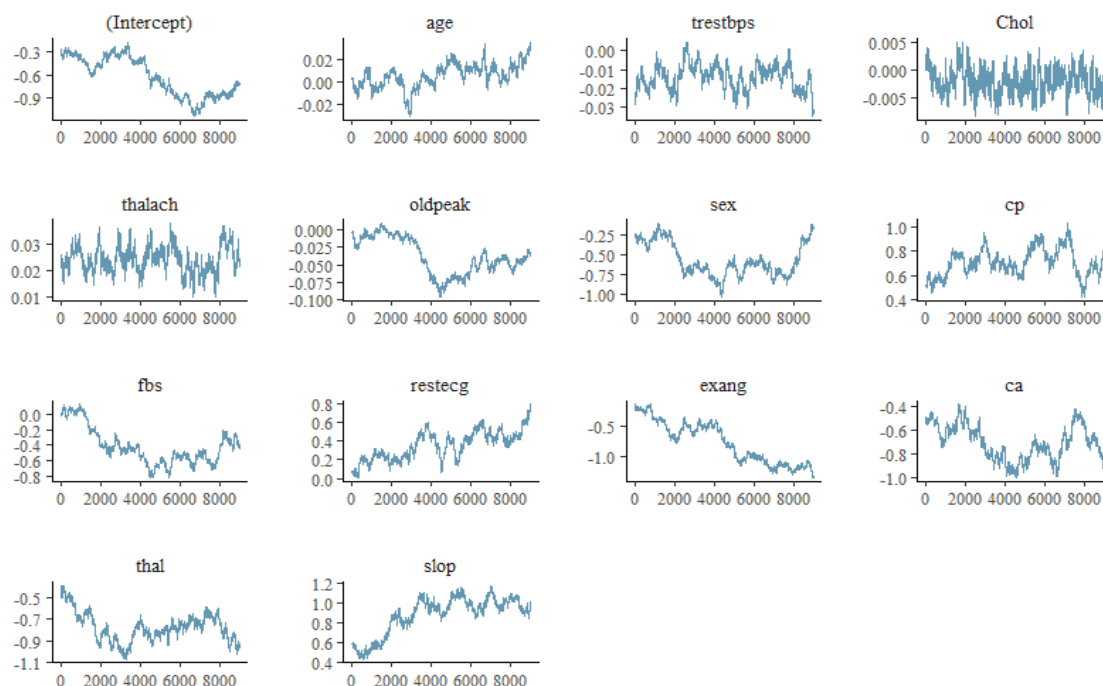 (Intercept) age trestbps Chol
-0.3 0.02 0.00 0.005
-0.6 0.00 -0.01 0.000
-0.9 -0.02 -0.02 -0.005
-0.03
0 2000 4000 6000 8000 0 2000 4000 6000 8000 0 2000 4000 6000 8000 0 2000 4000 6000 8000
thalach oldpeak sex cp
0.03 0.000 -0.25 1.0
0.02 -0.025 -0.50 0.8
0.01 -0.050 -0.75 0.6
-0.075 -1.00 0.4
-0.100
0 2000 4000 6000 8000 0 2000 4000 6000 8000 0 2000 4000 6000 8000 0 2000 4000 6000 8000
fbs restecg exang ca
0.0 0.8 -0.5 -0.4
-0.2 0.6 -1.0 -0.6
-0.4 0.4 -0.8
-0.6 0.2 -1.0
-0.8 0.0
0 2000 4000 6000 8000 0 2000 4000 6000 8000 0 2000 4000 6000 8000 0 2000 4000 6000 8000
thal slop
-0.5 1.2
-0.7 1.0
-0.9 0.8
-1.1 0.6
0.4
0 2000 4000 6000 8000 0 2000 4000 6000 8000